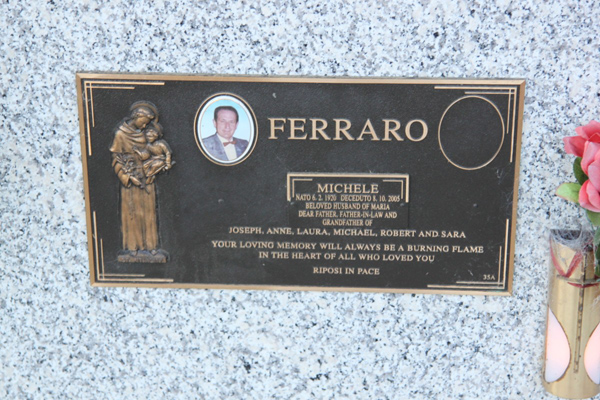 FERRARO
MICHELE
NATO 6. 2. 1920 DECEDUTO 8. 10. 2005
BELOVED HUSBAND OF MARIA
DEAR FATHER, FATHER-IN-LAW AND
GRANDFATHER OF
JOSEPH, ANNE, LAURA, MICHAEL, ROBERT AND SARA
YOUR LOVING MEMORY WILL ALWAYS BE A BURNING FLAME
IN THE HEART OF ALL WHO LOVED YOU
RIPOSI IN PACE
35A